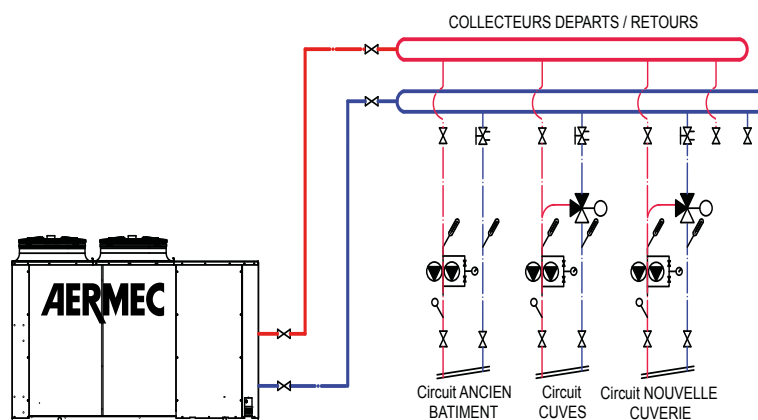 COLLECTEURS DEPARTS / RETOURS
AERMEC
Circuit ANCIEN
BATIMENT
Circuit
CUVES
Circuit NOUVELLE
CUVERIE